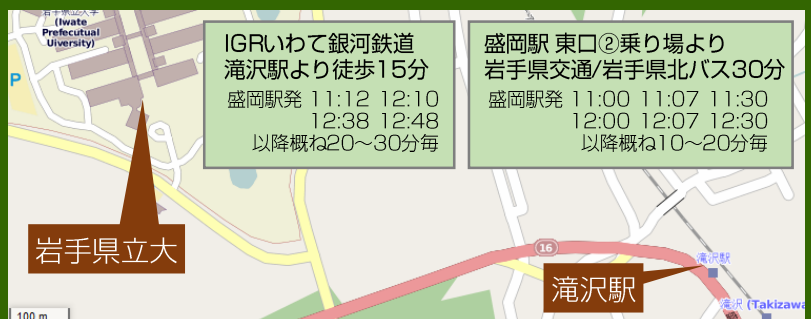 岩手県立大学
(Iwate
Prefecutual
Uiversity)
P
IGRいわて銀河鉄道
滝沢駅より徒歩15分
盛岡駅発 11:12 12:10
12:38 12:48
以降概ね20〜30分毎
盛岡駅 東口②乗り場より
岩手県交通/岩手県北バス30分
盛岡駅発 11:00 11:07 11:30
12:00 12:07 12:30
以降概ね10〜20分毎
岩手県立大
16
滝沢駅
滝沢駅
滝沢 (Takizawa
100 m